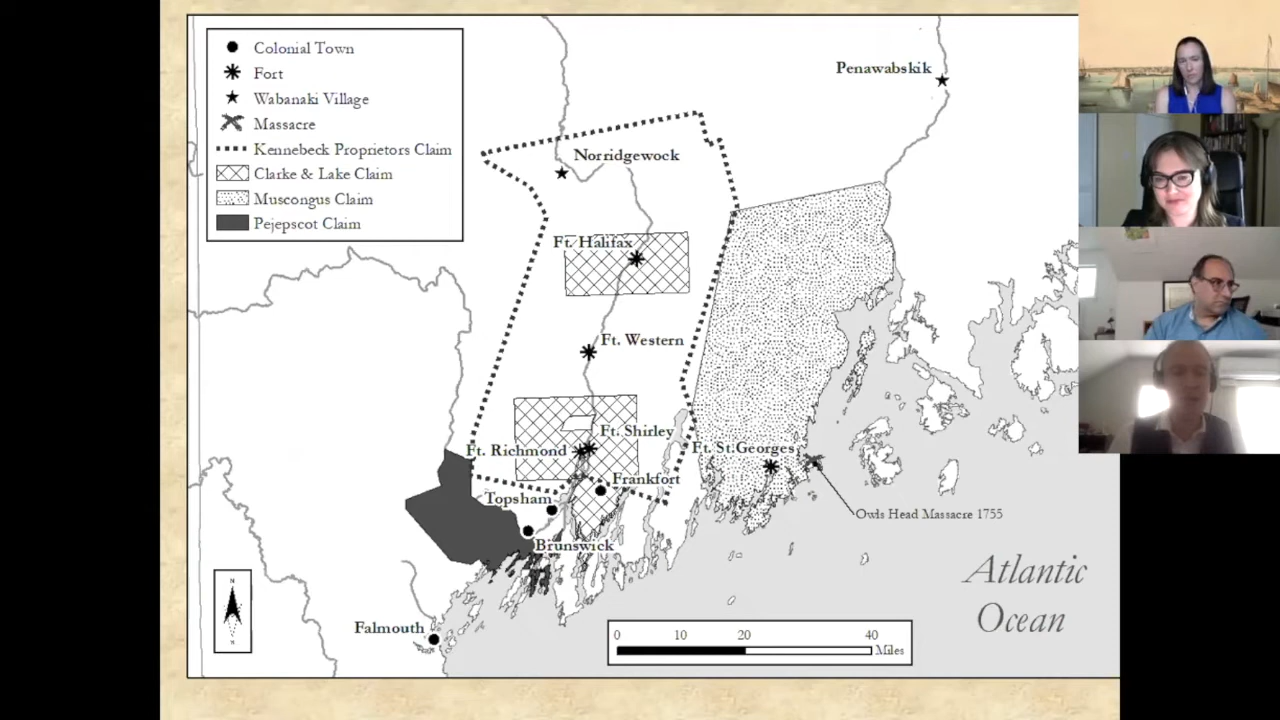 Colonial Town
Fort
Wabanaki Village
Massacre
Kennebeck Proprietors Claim
Clarke & Lake Claim
Muscongus Claim
Pejepscot Claim
Penawabskik
Norridgewock
Ft. Halifax
Ft. Western
Ft. Shirley
Ft. Richmond
Ft. St.Georges
Frankfort
Topsham
Owls Head Massacre 1755
Brunswick
Atlantic
Ocean
Falmouth
0 10 20 40
Miles
N